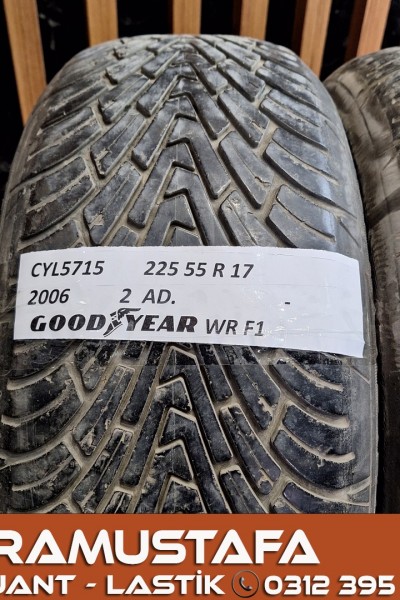 CYL5715 225 55 R 17
2006 2 AD. -
GOODYEAR WR F1
RAMUSTAFA
JANT - LASTİK 0312 395